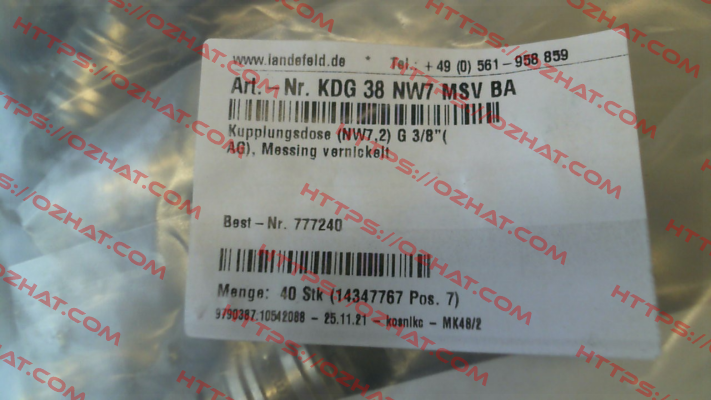 www.landefeld.de * Tel.: +49 (0) 561-958 859
Art.-Nr. KDG 38 NW7 MSV BA
Kupplungsdose (NW7,2) G 3/8"(
AG), Messing vernickelt
Best-Nr. 777240
Menge: 40 Stk (14347767 Pos. 7)
9790387.10542088 - 25.11.21 - kosnikc - MK48/2
HTTPS://OZHAT.COM